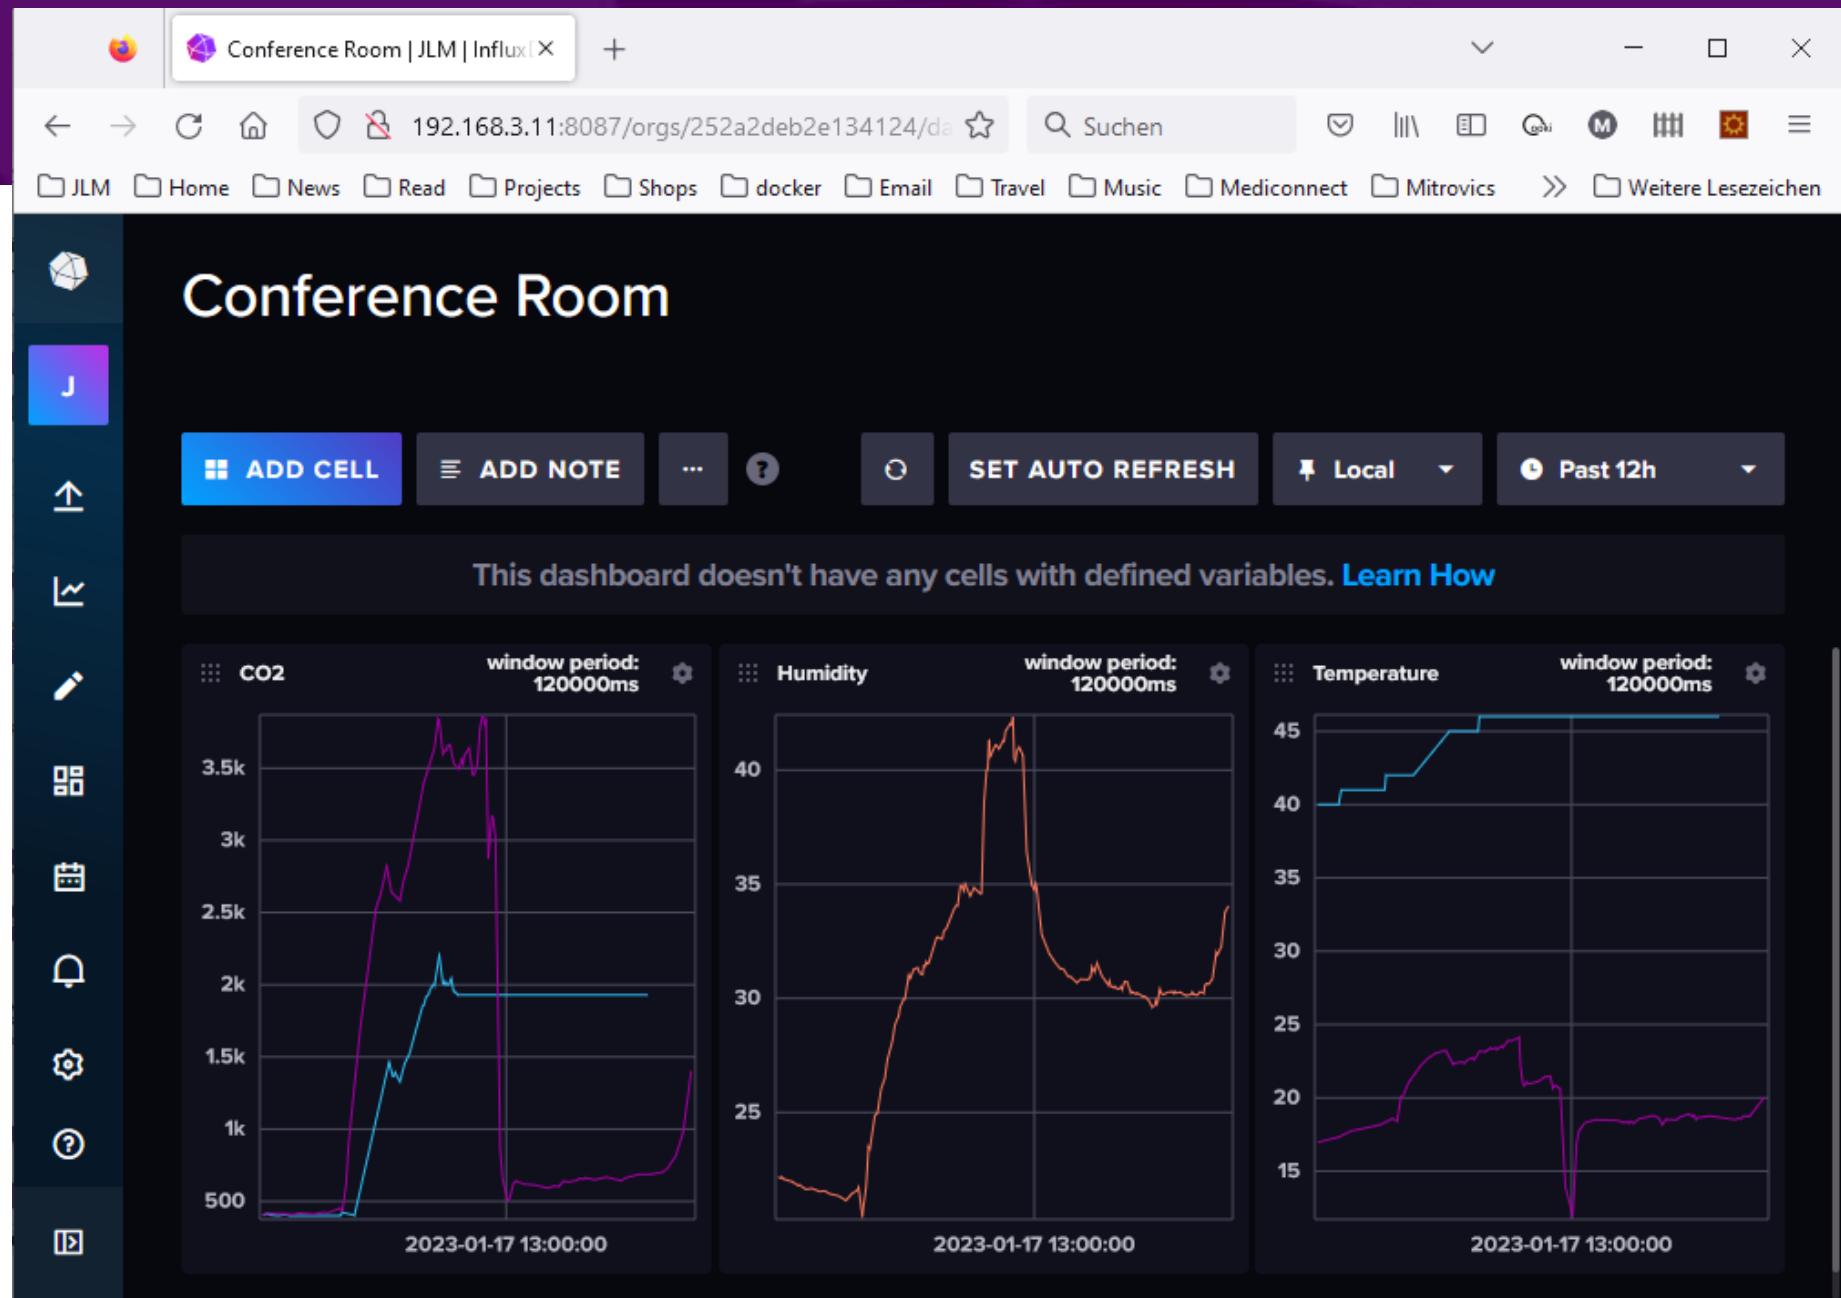 Conference Room | JLM | Influx
192.168.3.11:8087/orgs/252a2deb2e134124/da
Suchen
JLM Home News Read Projects Shops docker Email Travel Music Mediconnect Mitrovics Weitere Lesezeichen
Conference Room
J
ADD CELL ADD NOTE ... ? SET AUTO REFRESH Local Past 12h
This dashboard doesn't have any cells with defined variables. Learn How
CO2
window period:
120000ms
3.5k
3k
2.5k
2k
1.5k
1k
500
2023-01-17 13:00:00
Humidity
window period:
120000ms
40
35
30
25
2023-01-17 13:00:00
Temperature
window period:
120000ms
45
40
35
30
25
20
15
2023-01-17 13:00:00